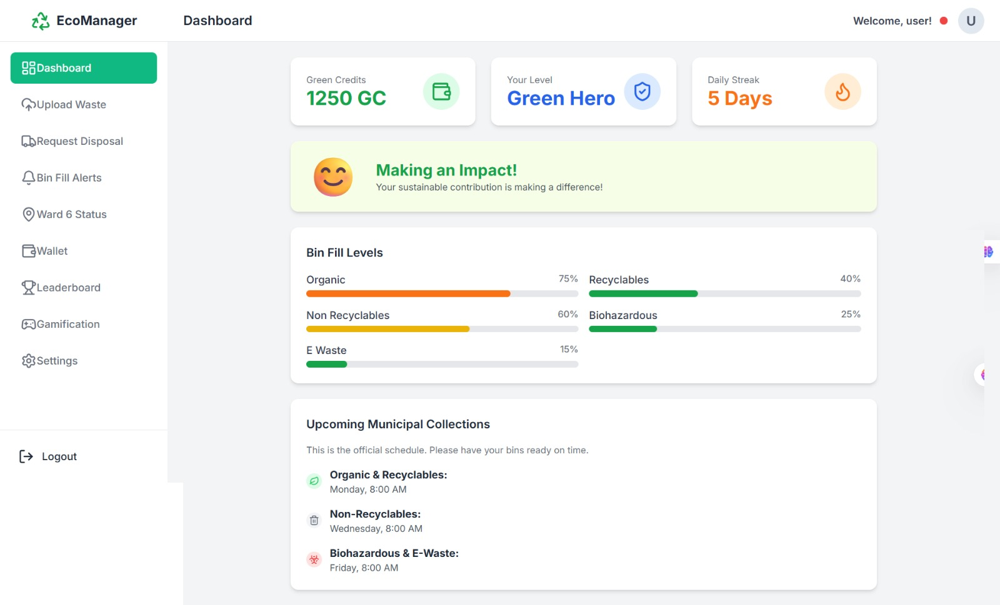 EcoManager
Dashboard
Welcome, user!
U
Dashboard
Upload Waste
Request Disposal
Bin Fill Alerts
Ward 6 Status
Wallet
Leaderboard
Gamification
Settings
Logout
Green Credits
1250 GC
Your Level
Green Hero
Daily Streak
5 Days
Making an Impact!
Your sustainable contribution is making a difference!
Bin Fill Levels
Organic 75%
Recyclables 40%
Non Recyclables 60%
Biohazardous 25%
E Waste 15%
Upcoming Municipal Collections
This is the official schedule. Please have your bins ready on time.
Organic & Recyclables:
Monday, 8:00 AM
Non-Recyclables:
Wednesday, 8:00 AM
Biohazardous & E-Waste:
Friday, 8:00 AM